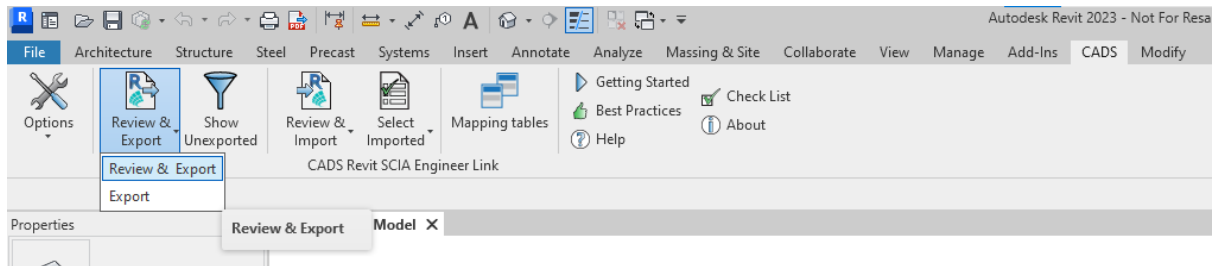 R
A
Autodesk Revit 2023 - Not For Resa
File Architecture Structure Steel Precast Systems Insert Annotate Analyze Massing & Site Collaborate View Manage Add-Ins CADS Modify
Options
Review & Export
Show Unexported
Review & Import
Select Imported
Mapping tables
Getting Started
Best Practices
Help
Check List
About
CADS Revit SCIA Engineer Link
Review & Export
Export
Review & Export
Properties
Model